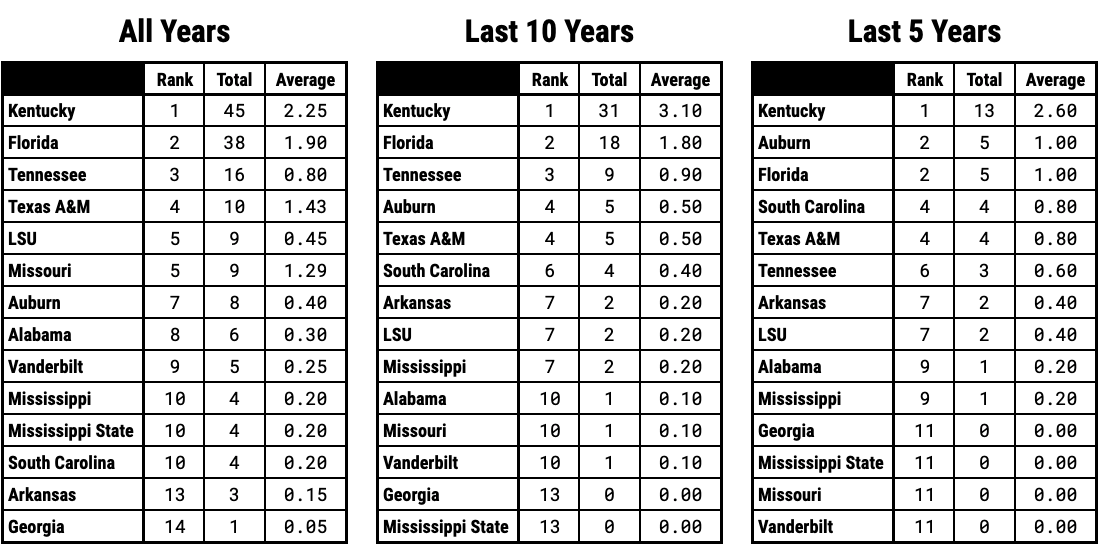 All Years Last 10 Years Last 5 Years
Rank Total Average Rank Total Average Rank Total Average
Kentucky 1 45 2.25 Kentucky 1 31 3.10 Kentucky 1 13 2.60
Florida 2 38 1.90 Florida 2 18 1.80 Auburn 2 5 1.00
Tennessee 3 16 0.80 Tennessee 3 9 0.90 Florida 2 5 1.00
Texas A&M 4 10 1.43 Auburn 4 5 0.50 South Carolina 4 4 0.80
LSU 5 9 0.45 Texas A&M 4 5 0.50 Texas A&M 4 4 0.80
Missouri 5 9 1.29 South Carolina 6 4 0.40 Tennessee 6 3 0.60
Auburn 7 8 0.40 Arkansas 7 2 0.20 Arkansas 7 2 0.40
Alabama 8 6 0.30 LSU 7 2 0.20 LSU 7 2 0.40
Vanderbilt 9 5 0.25 Mississippi 7 2 0.20 Alabama 9 1 0.20
Mississippi 10 4 0.20 Alabama 10 1 0.10 Mississippi 9 1 0.20
Mississippi State 10 4 0.20 Missouri 10 1 0.10 Georgia 11 0 0.00
South Carolina 10 4 0.20 Vanderbilt 10 1 0.10 Mississippi State 11 0 0.00
Arkansas 13 3 0.15 Georgia 13 0 0.00 Missouri 11 0 0.00
Georgia 14 1 0.05 Mississippi State 13 0 0.00 Vanderbilt 11 0 0.00